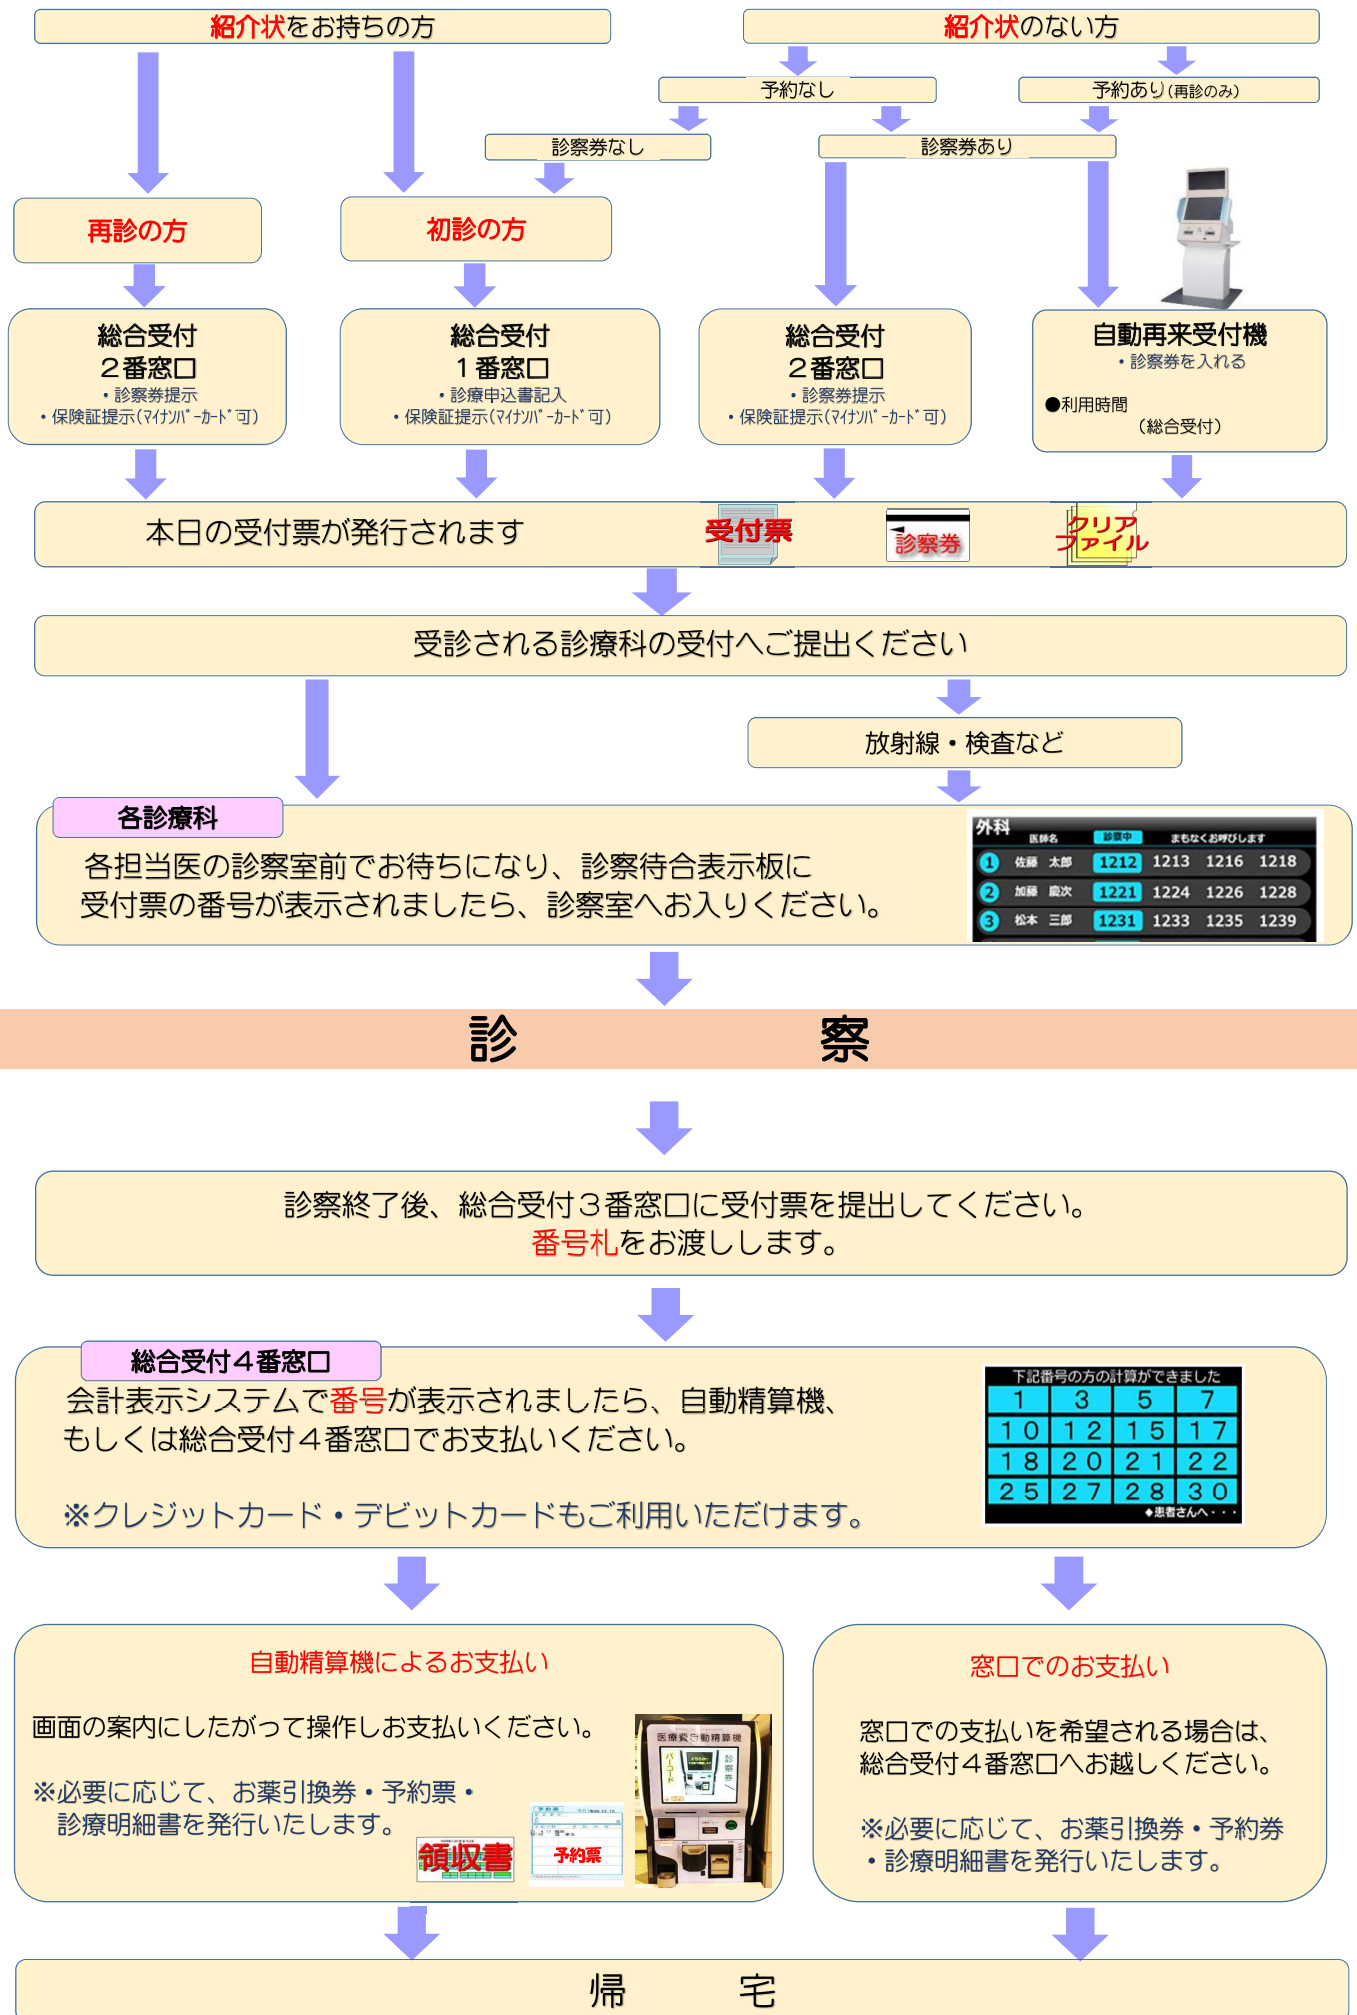 紹介状をお持ちの方
紹介状のない方
予約なし
予約あり(再診のみ)
診察券なし
診察券あり
再診の方
初診の方
総合受付
２番窓口
・診察券提示
・保険証提示(ﾏｲﾅﾝﾊﾞｰｶｰﾄﾞ可)
総合受付
１番窓口
・診療申込書記入
・保険証提示(ﾏｲﾅﾝﾊﾞｰｶｰﾄﾞ可)
総合受付
２番窓口
・診察券提示
・保険証提示(ﾏｲﾅﾝﾊﾞｰｶｰﾄﾞ可)
自動再来受付機
・診察券を入れる
●利用時間
（総合受付）
本日の受付票が発行されます
受付票
診察券
クリア
ファイル
受診される診療科の受付へご提出ください
放射線・検査など
各診療科
各担当医の診察室前でお待ちになり、診察待合表示板に
受付票の番号が表示されましたら、診察室へお入りください。
外科
医師名 診察中 まもなくお呼びします
1 佐藤 太郎 1212 1213 1216 1218
2 加藤 慶次 1221 1224 1226 1228
3 松本 三郎 1231 1233 1235 1239
診 察
診察終了後、総合受付３番窓口に受付票を提出してください。
番号札をお渡しします。
総合受付４番窓口
会計表示システムで番号が表示されましたら、自動精算機、
もしくは総合受付４番窓口でお支払いください。
※クレジットカード・デビットカードもご利用いただけます。
下記番号の方の計算ができました
1 3 5 7
10 12 15 17
18 20 21 22
25 27 28 30
◆患者さんへ・・・
自動精算機によるお支払い
画面の案内にしたがって操作しお支払いください。
※必要に応じて、お薬引換券・予約票・
診療明細書を発行いたします。
領収書
予約票
予約票
医療費自動精算機
バーコード
診察券
窓口でのお支払い
窓口での支払いを希望される場合は、
総合受付４番窓口へお越しください。
※必要に応じて、お薬引換券・予約券
・診療明細書を発行いたします。
帰 宅